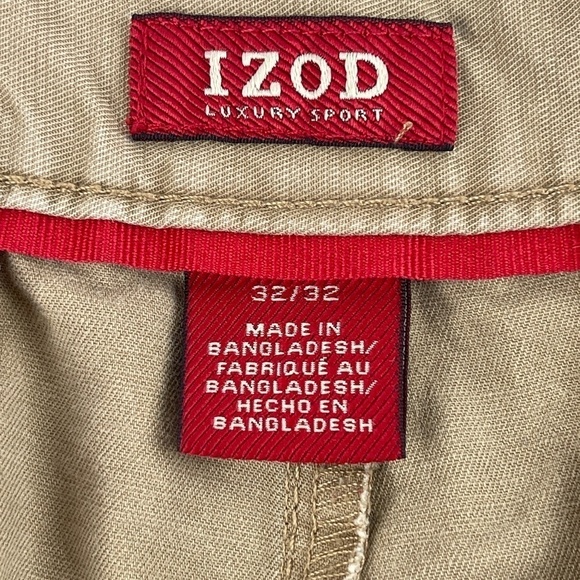 IZOD
LUXURY SPORT
32/32
MADE IN
BANGLADESH/
FABRIQUÉ AU
BANGLADESH/
HECHO EN
BANGLADESH